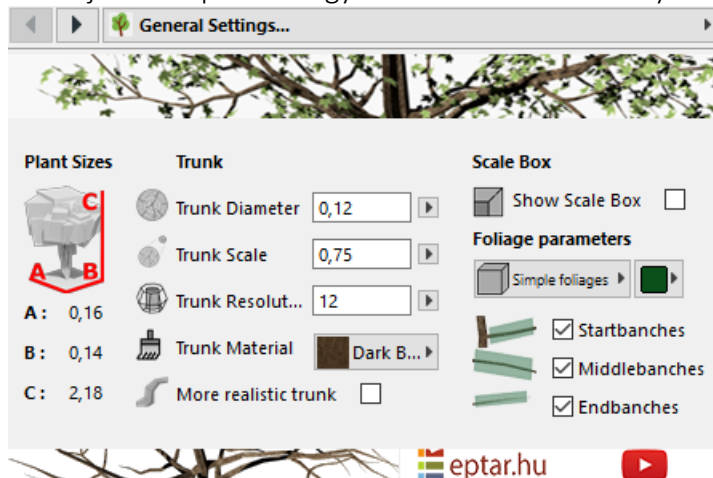 General Settings...
Plant Sizes
C
A B
A : 0,16
B : 0,14
C : 2,18
Trunk
Trunk Diameter 0,12
Trunk Scale 0,75
Trunk Resolut... 12
Trunk Material Dark B...
More realistic trunk
Scale Box
Show Scale Box
Foliage parameters
Simple foliages
Startbanches
Middlebanches
Endbanches
eptar.hu